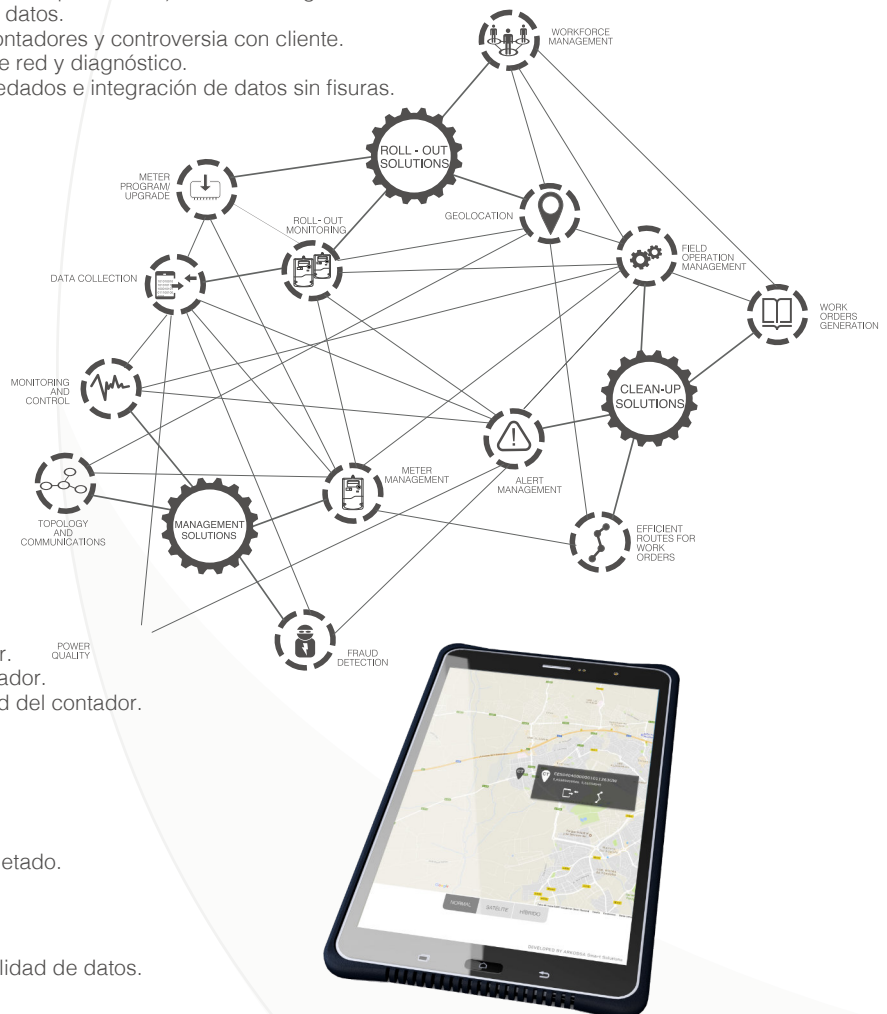 datos.
ontadores y controversia con cliente.
e red y diagnóstico.
edados e integración de datos sin fisuras.
WORKFORCE
MANAGEMENT
ROLL - OUT
SOLUTIONS
METER
PROGRAM/
UPGRADE
GEOLOCATION
ROLL- OUT
MONITORING
FIELD
OPERATION
MANAGEMENT
DATA COLLECTION
WORK
ORDERS
GENERATION
MONITORING
AND
CONTROL
CLEAN-UP
SOLUTIONS
METER
MANAGEMENT
ALERT
MANAGEMENT
TOPOLOGY
AND
COMMUNICATIONS
MANAGEMENT
SOLUTIONS
EFFICIENT
ROUTES FOR
WORK
ORDERS
POWER
QUALITY
FRAUD
DETECTION
r.
ador.
d del contador.
etado.
lidad de datos.
NORMAL
SATELITE
HIBRIDO